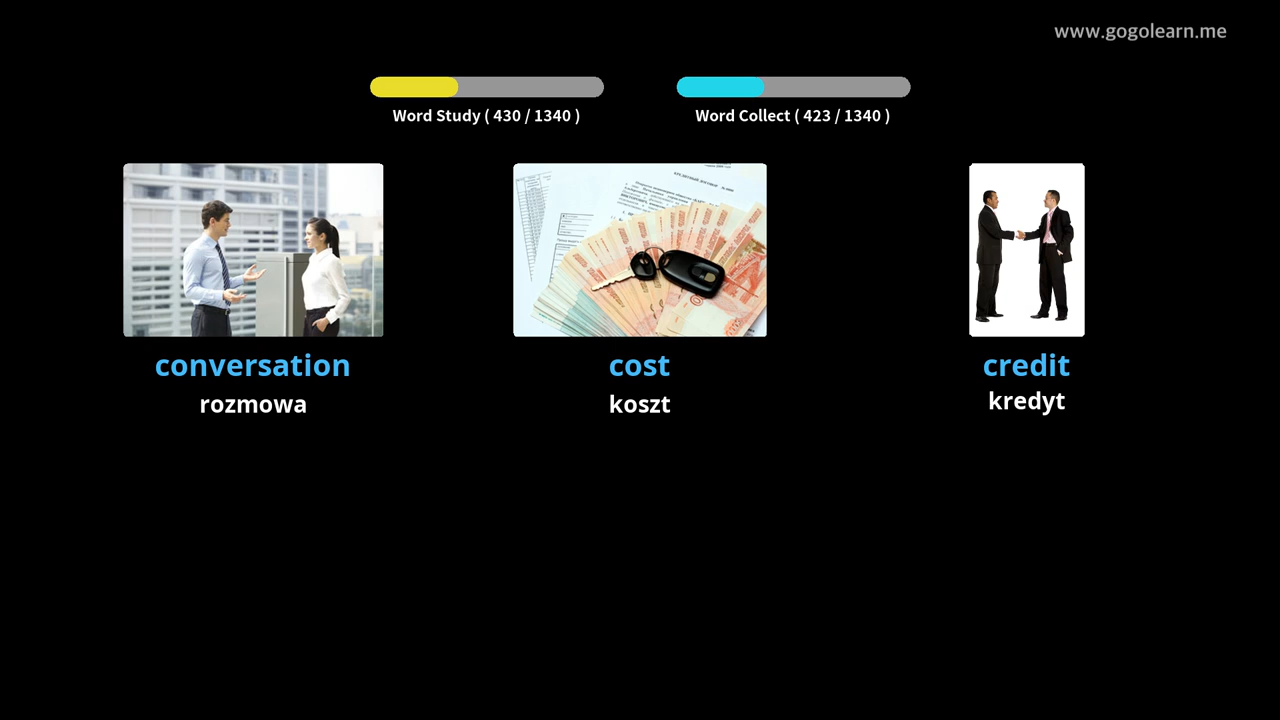 www.gogolearn.me
Word Study ( 430 / 1340 )
Word Collect ( 423 / 1340 )
conversation
rozmowa
cost
koszt
credit
kredyt